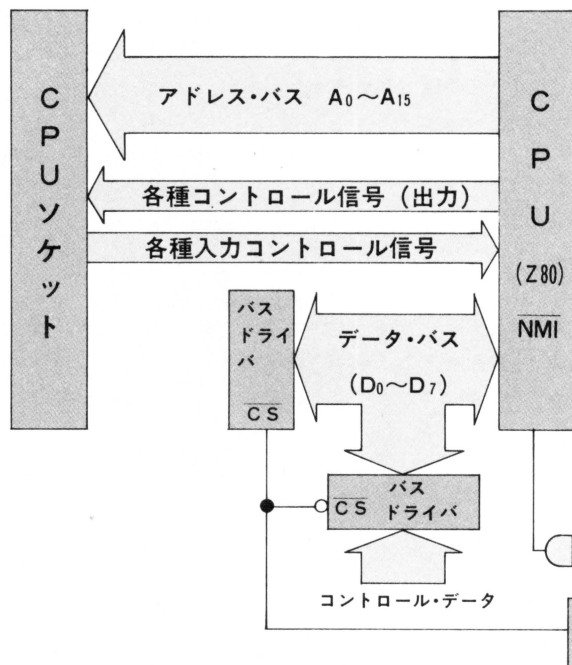 CPUソケット
アドレス・バス A₀〜A₁₅
各種コントロール信号（出力）
各種入力コントロール信号
CPU
(Z80)
N̅M̅I̅
バス
ドライ
バ
C̅S̅
データ・バス
(D₀〜D₇)
C̅S̅
バス
ドライバ
コントロール・データ